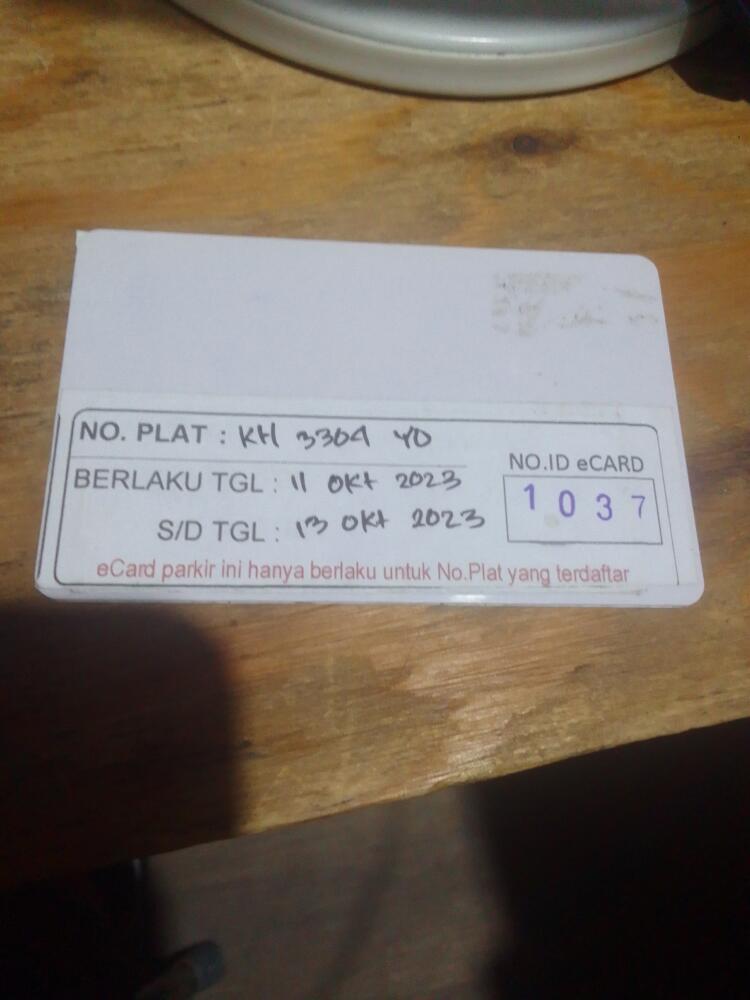 NO. PLAT : KH 3304 YO
BERLAKU TGL : 11 OKt 2023
S/D TGL : 13 OKt 2023
NO.ID eCARD
1037
eCard parkir ini hanya berlaku untuk No.Plat yang terdaftar